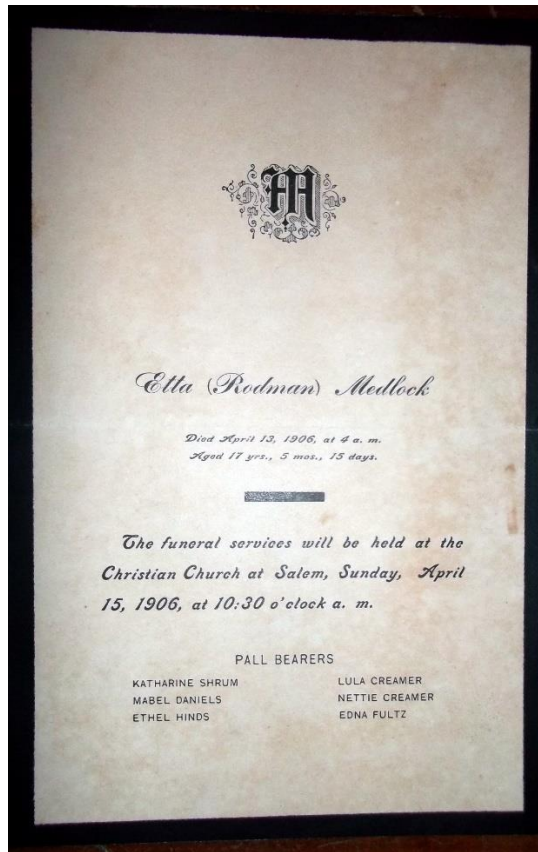 M
Etta (Rodman) Medlock
Died April 13, 1906, at 4 a. m.
Aged 17 yrs., 5 mos., 15 days.
The funeral services will be held at the
Christian Church at Salem, Sunday, April
15, 1906, at 10:30 o'clock a. m.
PALL BEARERS
KATHARINE SHRUM
MABEL DANIELS
ETHEL HINDS
LULA CREAMER
NETTIE CREAMER
EDNA FULTZ